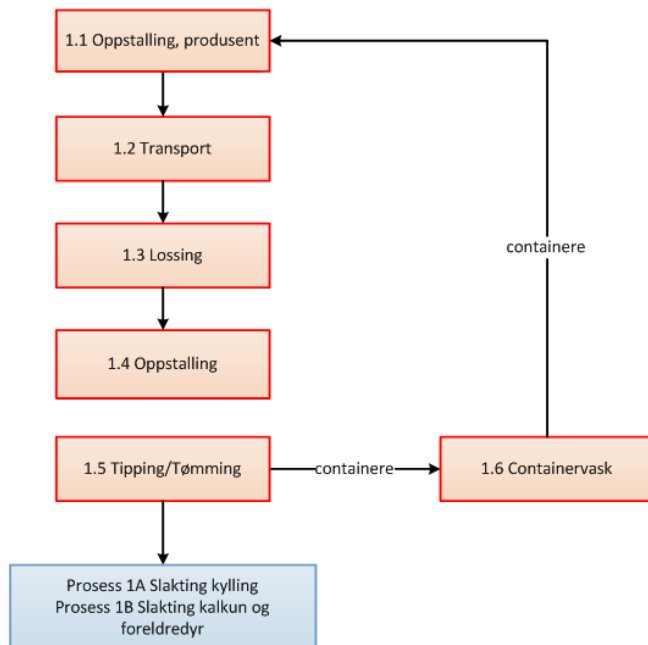 1.1 Oppstalling, produsent
1.2 Transport
1.3 Lossing
containere
1.4 Oppstalling
1.5 Tipping/Tømming
containere
1.6 Containervask
Prosess 1A Slakting kylling
Prosess 1B Slakting kalkun og
foreldredyr